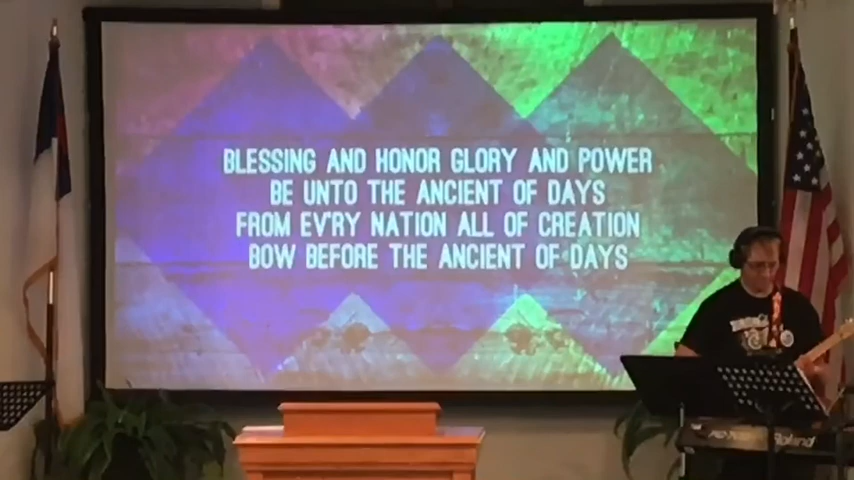 BLESSING AND HONOR GLORY AND POWER
BE UNTO THE ANCIENT OF DAYS
FROM EV'RY NATION ALL OF CREATION
BOW BEFORE THE ANCIENT OF DAYS
Roland